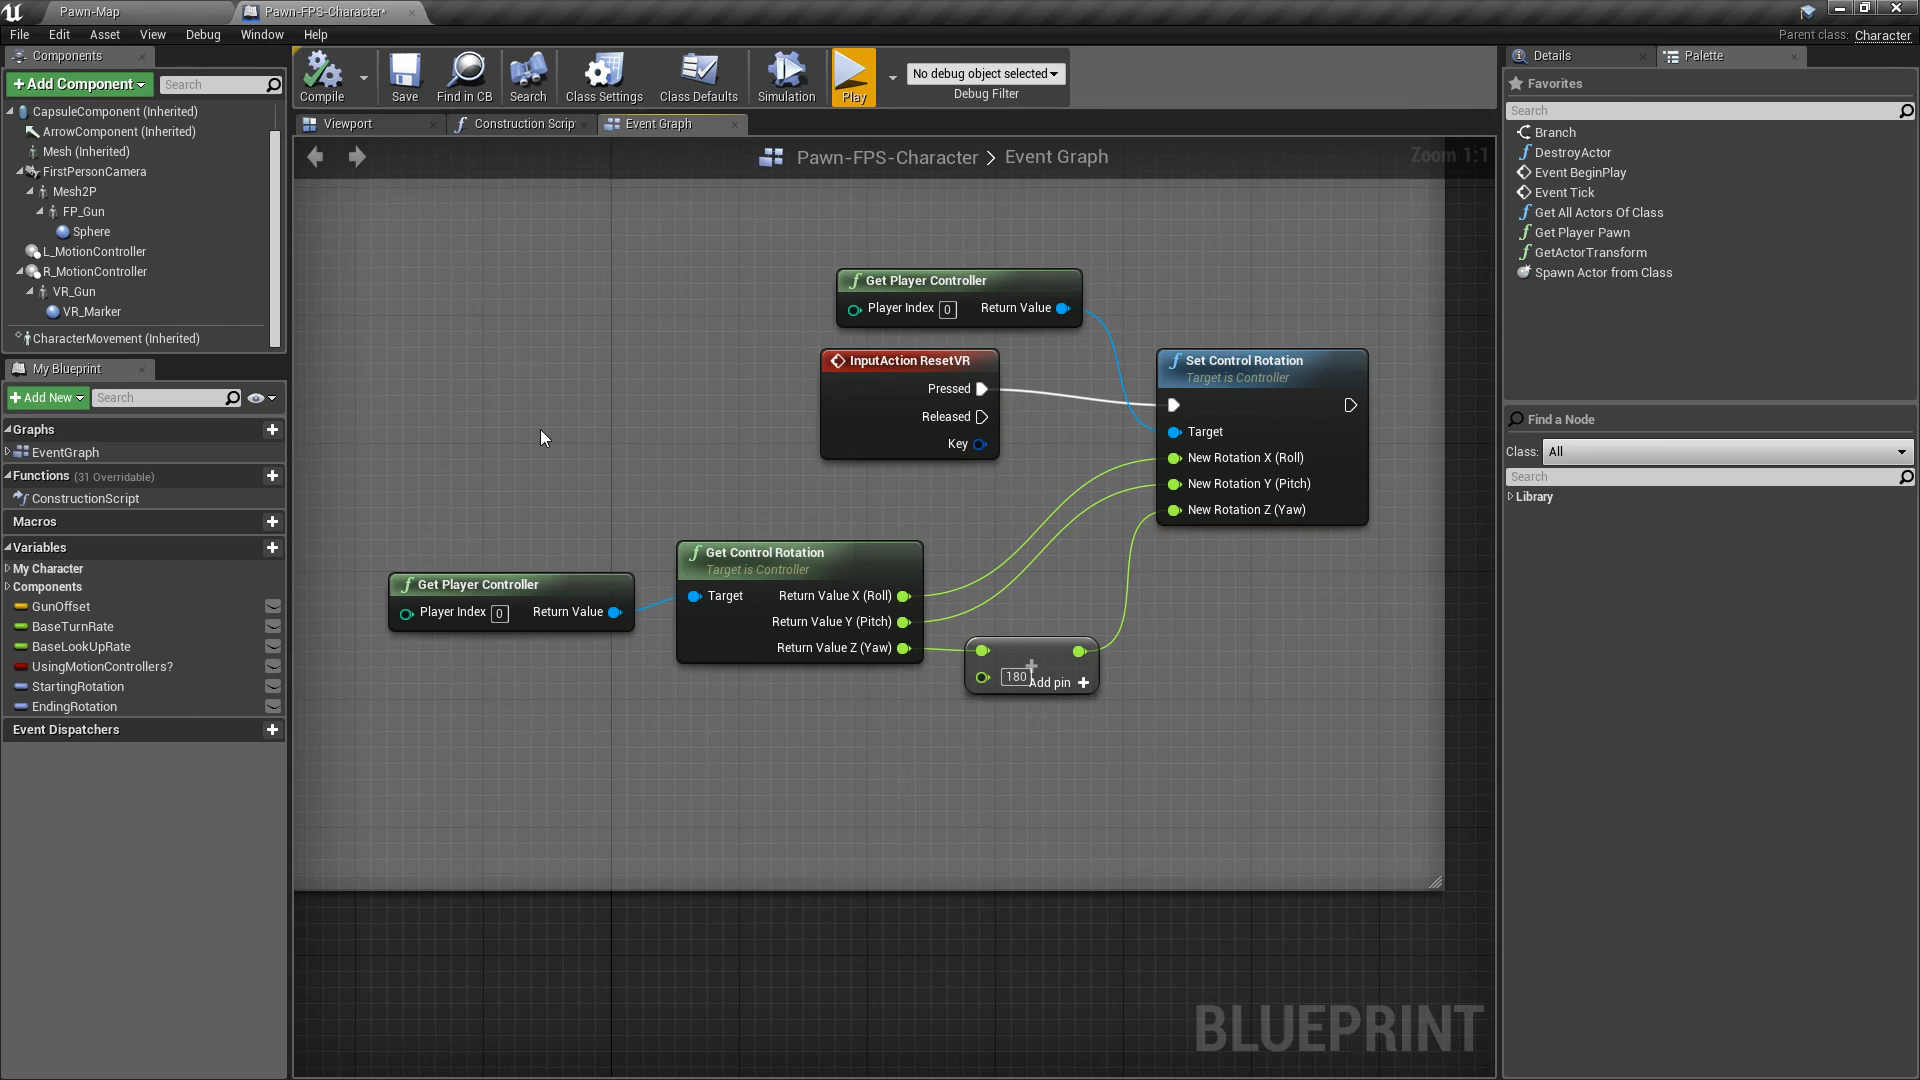 Pawn-Map
Pawn-FPS-Character*
File Edit Asset View Debug Window Help
Parent class: Character
Components
+Add Component
Search
CapsuleComponent (Inherited)
ArrowComponent (Inherited)
Mesh (Inherited)
FirstPersonCamera
Mesh2P
FP_Gun
Sphere
L_MotionController
R_MotionController
VR_Gun
VR_Marker
CharacterMovement (Inherited)
My Blueprint
+Add New
Search
Graphs
EventGraph
Functions (31 Overridable)
ConstructionScript
Macros
Variables
My Character
Components
GunOffset
BaseTurnRate
BaseLookUpRate
UsingMotionControllers?
StartingRotation
EndingRotation
Event Dispatchers
Compile
Save
Find in CB
Search
Class Settings
Class Defaults
Simulation
Play
No debug object selected
Debug Filter
Viewport
Construction Scrip
Event Graph
Pawn-FPS-Character > Event Graph
Zoom 1:1
Get Player Controller
Player Index 0 Return Value
InputAction ResetVR
Pressed
Released
Key
Set Control Rotation
Target is Controller
Target
New Rotation X (Roll)
New Rotation Y (Pitch)
New Rotation Z (Yaw)
Get Player Controller
Player Index 0 Return Value
Get Control Rotation
Target is Controller
Target Return Value X (Roll)
Return Value Y (Pitch)
Return Value Z (Yaw)
180 Add pin +
BLUEPRINT
Details
Palette
Favorites
Search
Branch
DestroyActor
Event BeginPlay
Event Tick
Get All Actors Of Class
Get Player Pawn
GetActorTransform
Spawn Actor from Class
Find a Node
Class: All
Search
Library